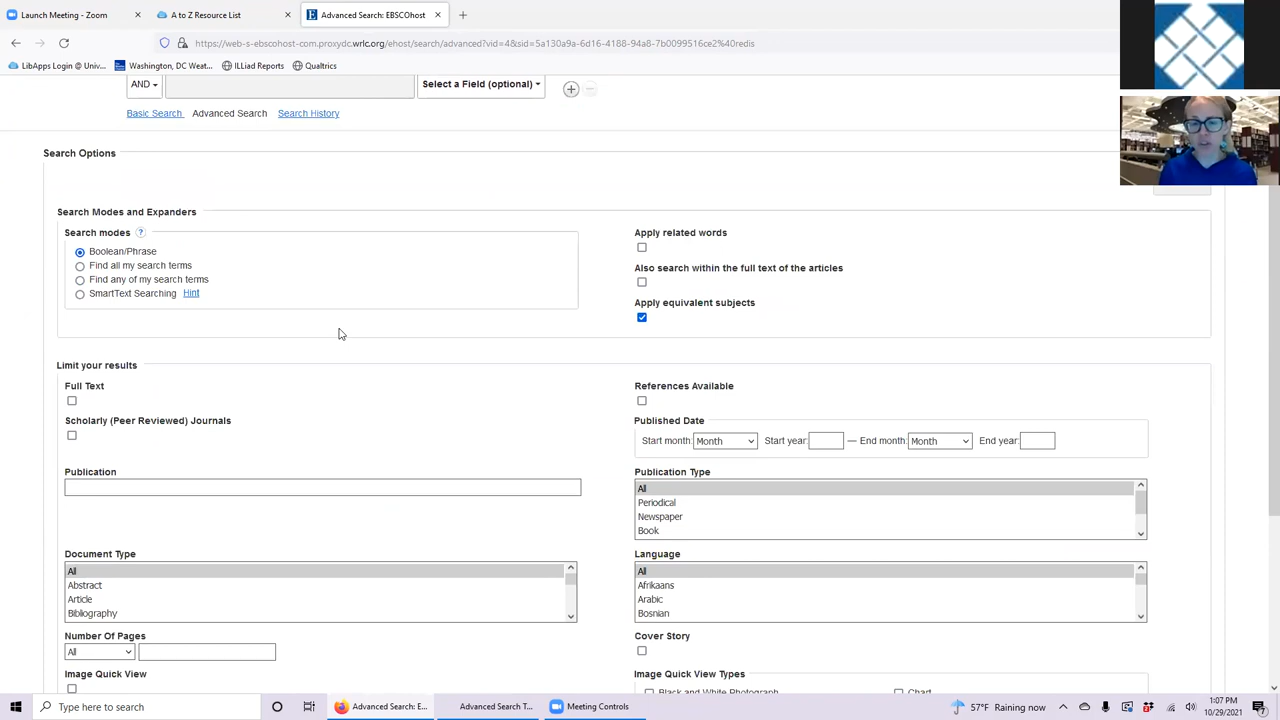 Launch Meeting - Zoom
A to Z Resource List
Advanced Search: EBSCOhost
https://web-s-ebscohost-com.proxydc.wrlc.org/ehost/search/advanced?vid=4&sid=5a130a9a-6d16-4188-94a8-7b0099516ce2%40redis
LibApps Login @ Univ...
Washington, DC Weat...
ILLiad Reports
Qualtrics
AND
Select a Field (optional)
Basic Search
Advanced Search
Search History
Search Options
Search Modes and Expanders
Search modes
Boolean/Phrase
Find all my search terms
Find any of my search terms
SmartText Searching Hint
Apply related words
Also search within the full text of the articles
Apply equivalent subjects
Limit your results
Full Text
References Available
Scholarly (Peer Reviewed) Journals
Published Date
Start month: Month Start year: — End month: Month End year:
Publication
Publication Type
All
Periodical
Newspaper
Book
Document Type
All
Abstract
Article
Bibliography
Language
All
Afrikaans
Arabic
Bosnian
Number Of Pages
All
Cover Story
Image Quick View
Image Quick View Types
Black and White Photograph
Chart
Type here to search
Advanced Search: E...
Advanced Search T...
Meeting Controls
57°F Raining now
1:07 PM
10/29/2021
7